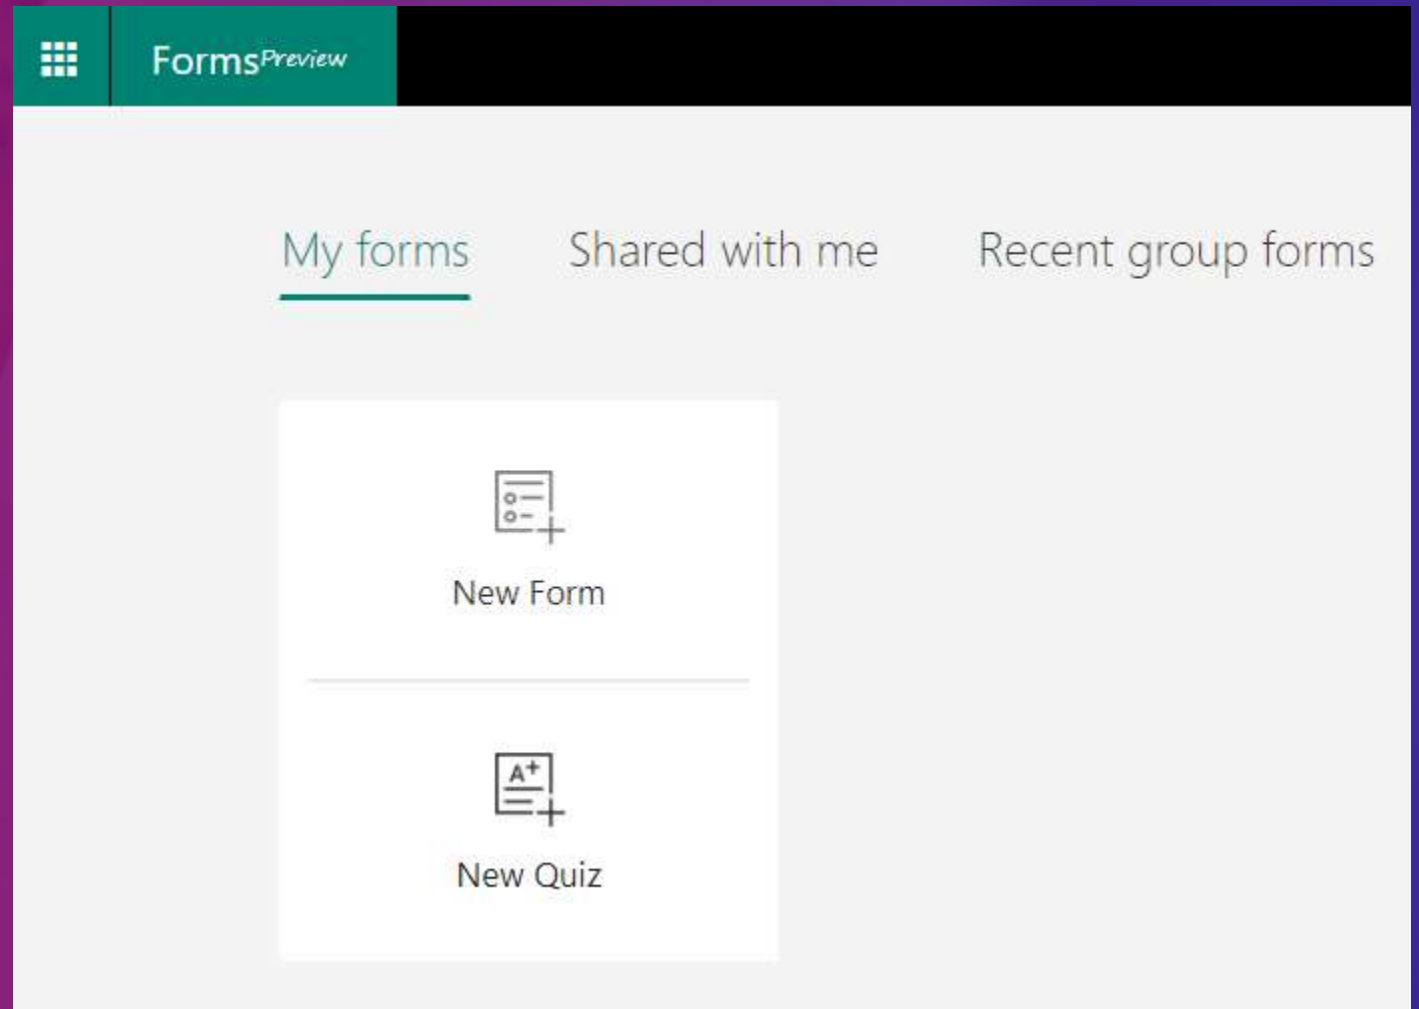 Forms Preview
My forms Shared with me Recent group forms
New Form
A+
New Quiz